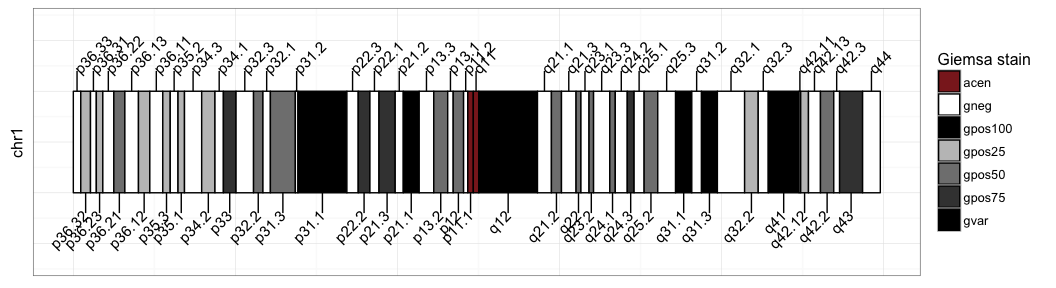 p36.33
p36.31
p36.22
p36.13
p36.11
p35.2
p34.3
p34.1
p32.3
p32.1
p31.2
p22.3
p22.1
p21.2
p13.3
p13.1
p11.2
q11
q21.1
q21.3
q23.1
q23.3
q24.2
q25.1
q25.3
q31.2
q32.1
q32.3
q42.11
q42.13
q42.3
q44
chr1
p36.32
p36.23
p36.21
p36.12
p35.3
p35.1
p34.2
p33
p32.2
p31.3
p31.1
p22.2
p21.3
p21.1
p13.2
p12
p11.1
q12
q21.2
q22
q23.2
q24.1
q24.3
q25.2
q31.1
q31.3
q32.2
q41
q42.12
q42.2
q43
Giemsa stain
acen
gneg
gpos100
gpos25
gpos50
gpos75
gvar